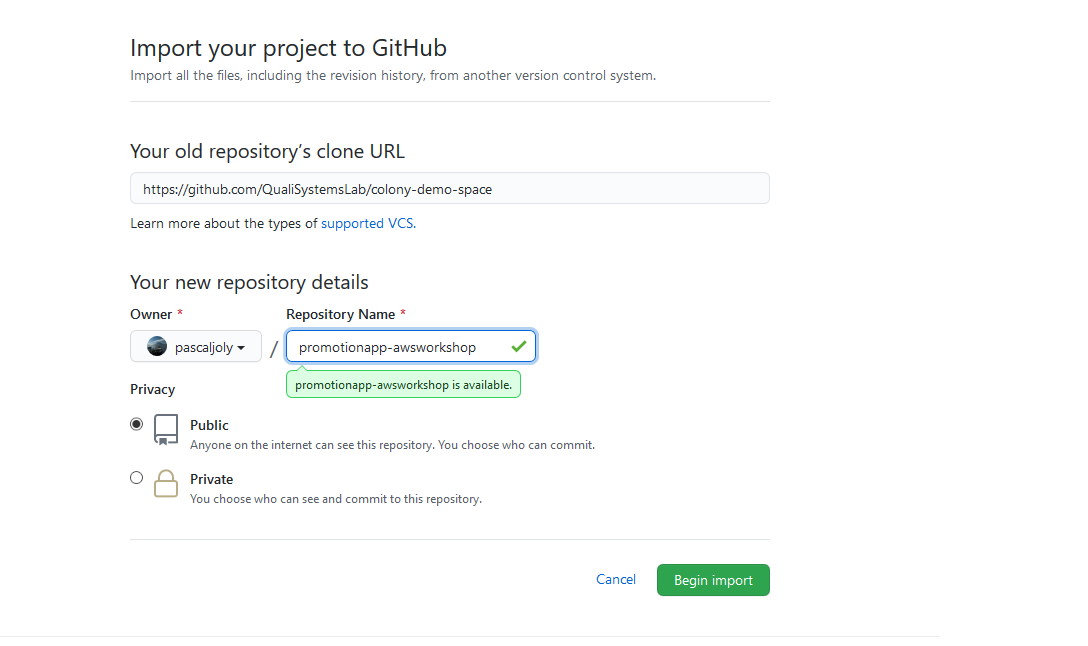 Import your project to GitHub
Import all the files, including the revision history, from another version control system.
Your old repository’s clone URL
https://github.com/QualiSystemsLab/colony-demo-space
Learn more about the types of supported VCS.
Your new repository details
Owner * Repository Name *
pascaljoly / promotionapp-awsworkshop
promotionapp-awsworkshop is available.
Privacy
Public
Anyone on the internet can see this repository. You choose who can commit.
Private
You choose who can see and commit to this repository.
Cancel Begin import